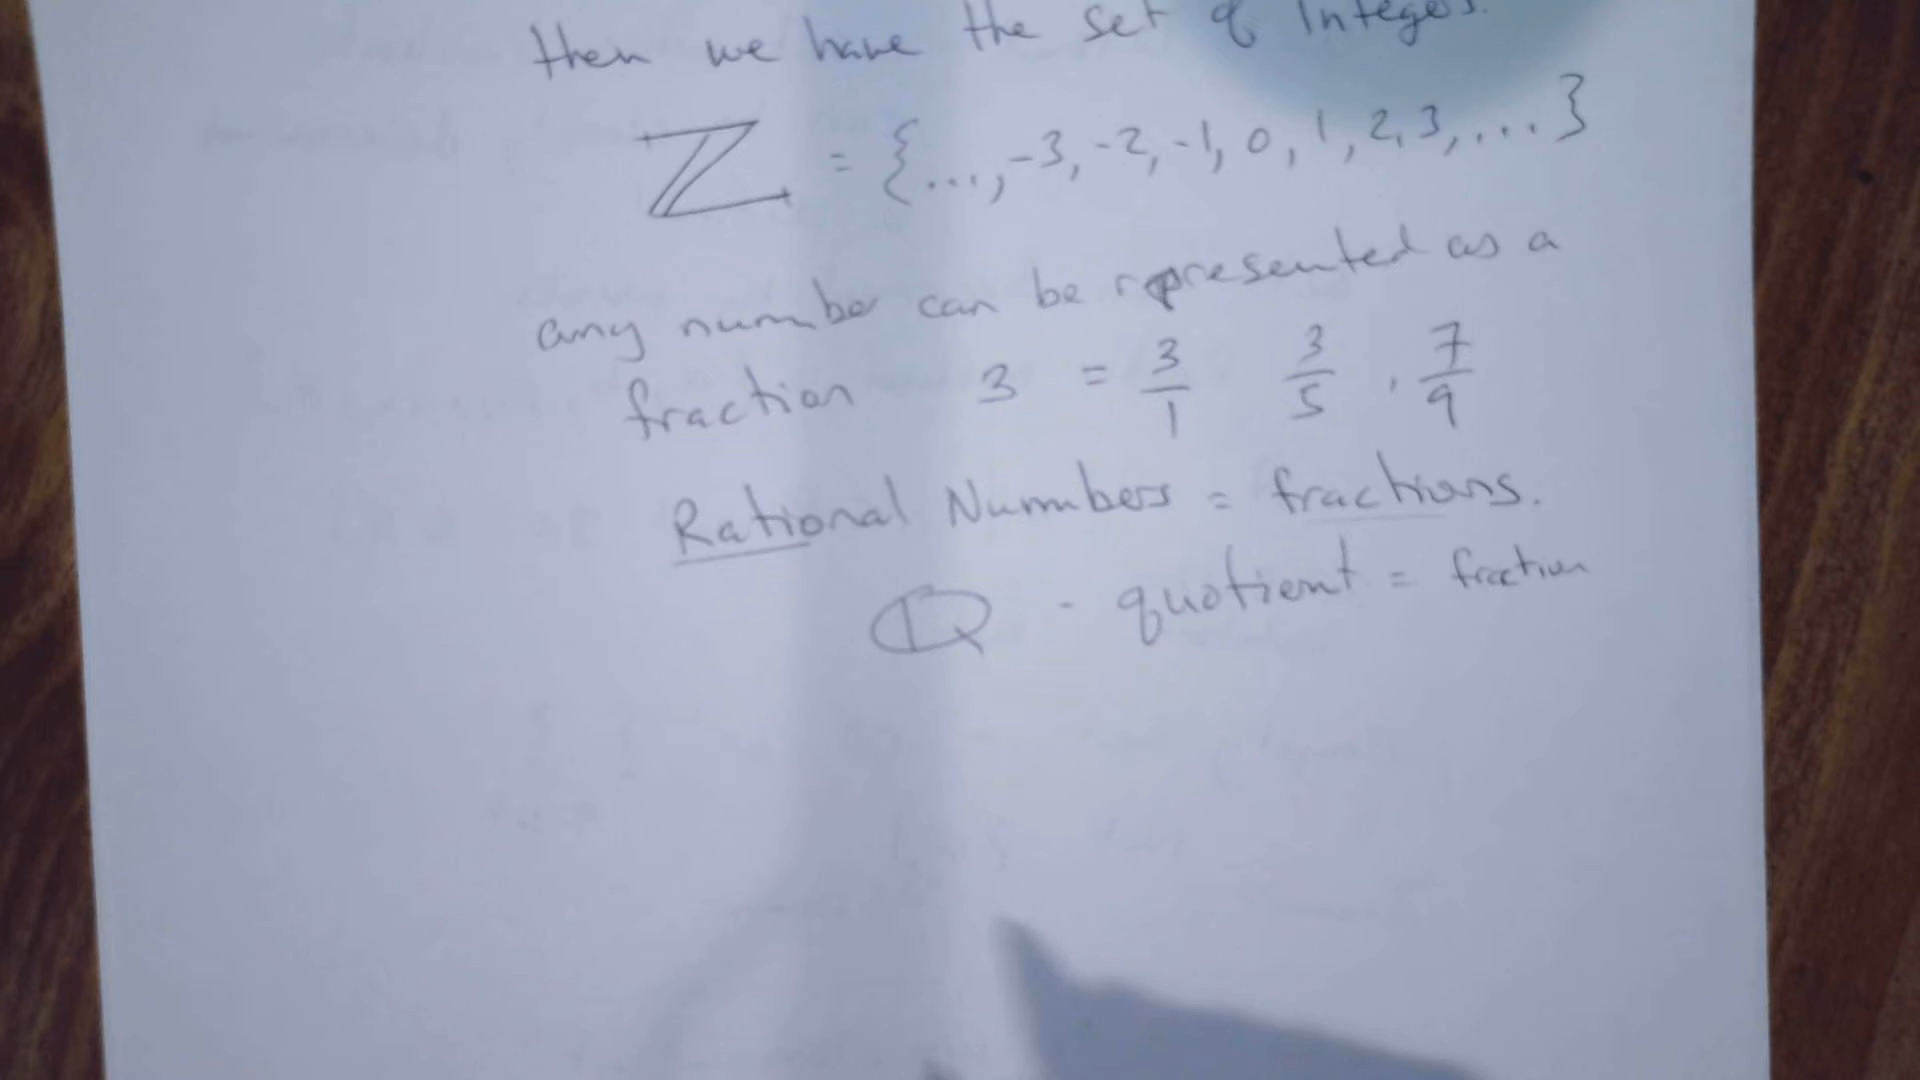 then we have the set of Integers.
ℤ = {..., -3, -2, -1, 0, 1, 2, 3, ...}
any number can be represented as a
fraction 3 = 3/1 3/5 , 7/9
Rational Numbers = fractions.
ℚ - quotient = fraction